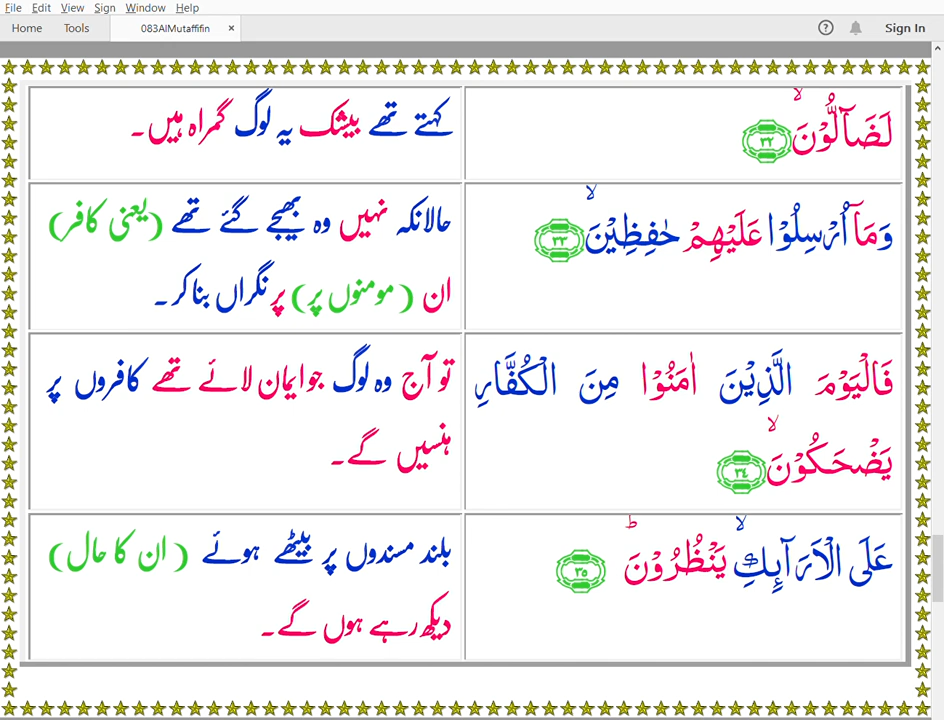 File Edit View Sign Window Help
Home Tools 083AlMutaffifin × ? Sign In
لَضَآلُّوْنَ ۙ ﴿۳۲﴾
کہتے تھے بیشک یہ لوگ گمراہ ہیں۔
وَمَاۤ اُرْسِلُوْا عَلَيْهِمْ حٰفِظِيْنَ ۙ ﴿۳۳﴾
حالانکہ نہیں وہ بھیجے گئے تھے (یعنی کافر)
ان (مومنوں پر) پر نگراں بنا کر۔
فَالْيَوْمَ الَّذِيْنَ اٰمَنُوْا مِنَ الْكُفَّارِ
يَضْحَكُوْنَ ۙ ﴿۳٤﴾
تو آج وہ لوگ جو ایمان لائے تھے کافروں پر
ہنسیں گے۔
عَلَى الْاَرَآئِكِ ۙ يَنْظُرُوْنَ ؕ ﴿۳۵﴾
بلند مسندوں پر بیٹھے ہوئے (ان کا حال)
دیکھ رہے ہوں گے۔